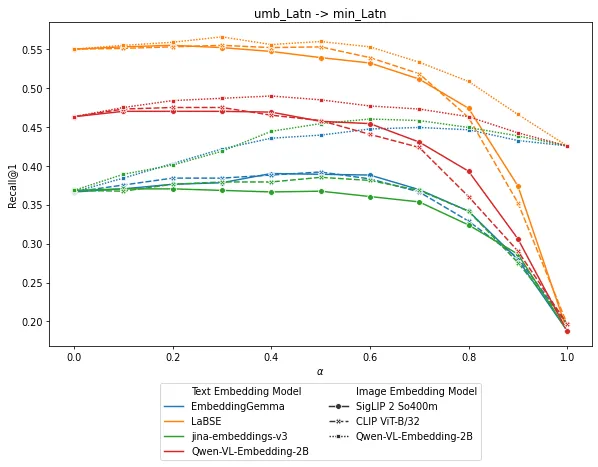 umb_Latn -> min_Latn
Recall@1
0.55
0.50
0.45
0.40
0.35
0.30
0.25
0.20
0.0 0.2 0.4 0.6 0.8 1.0
α
Text Embedding Model Image Embedding Model
EmbeddingGemma SigLIP 2 So400m
LaBSE CLIP ViT-B/32
jina-embeddings-v3 Qwen-VL-Embedding-2B
Qwen-VL-Embedding-2B